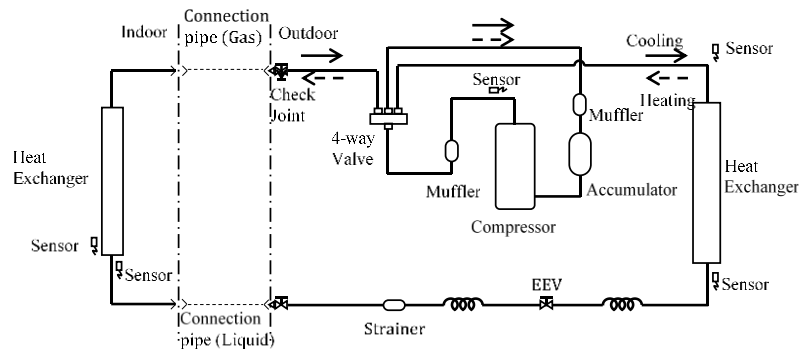 Connection
pipe (Gas)
Indoor
Outdoor
Cooling
Sensor
Sensor
Heating
Check
Joint
Muffler
4-way
Valve
Heat
Exchanger
Muffler
Accumulator
Heat
Exchanger
Compressor
Sensor
Sensor
EEV
Sensor
Connection
pipe (Liquid)
Strainer